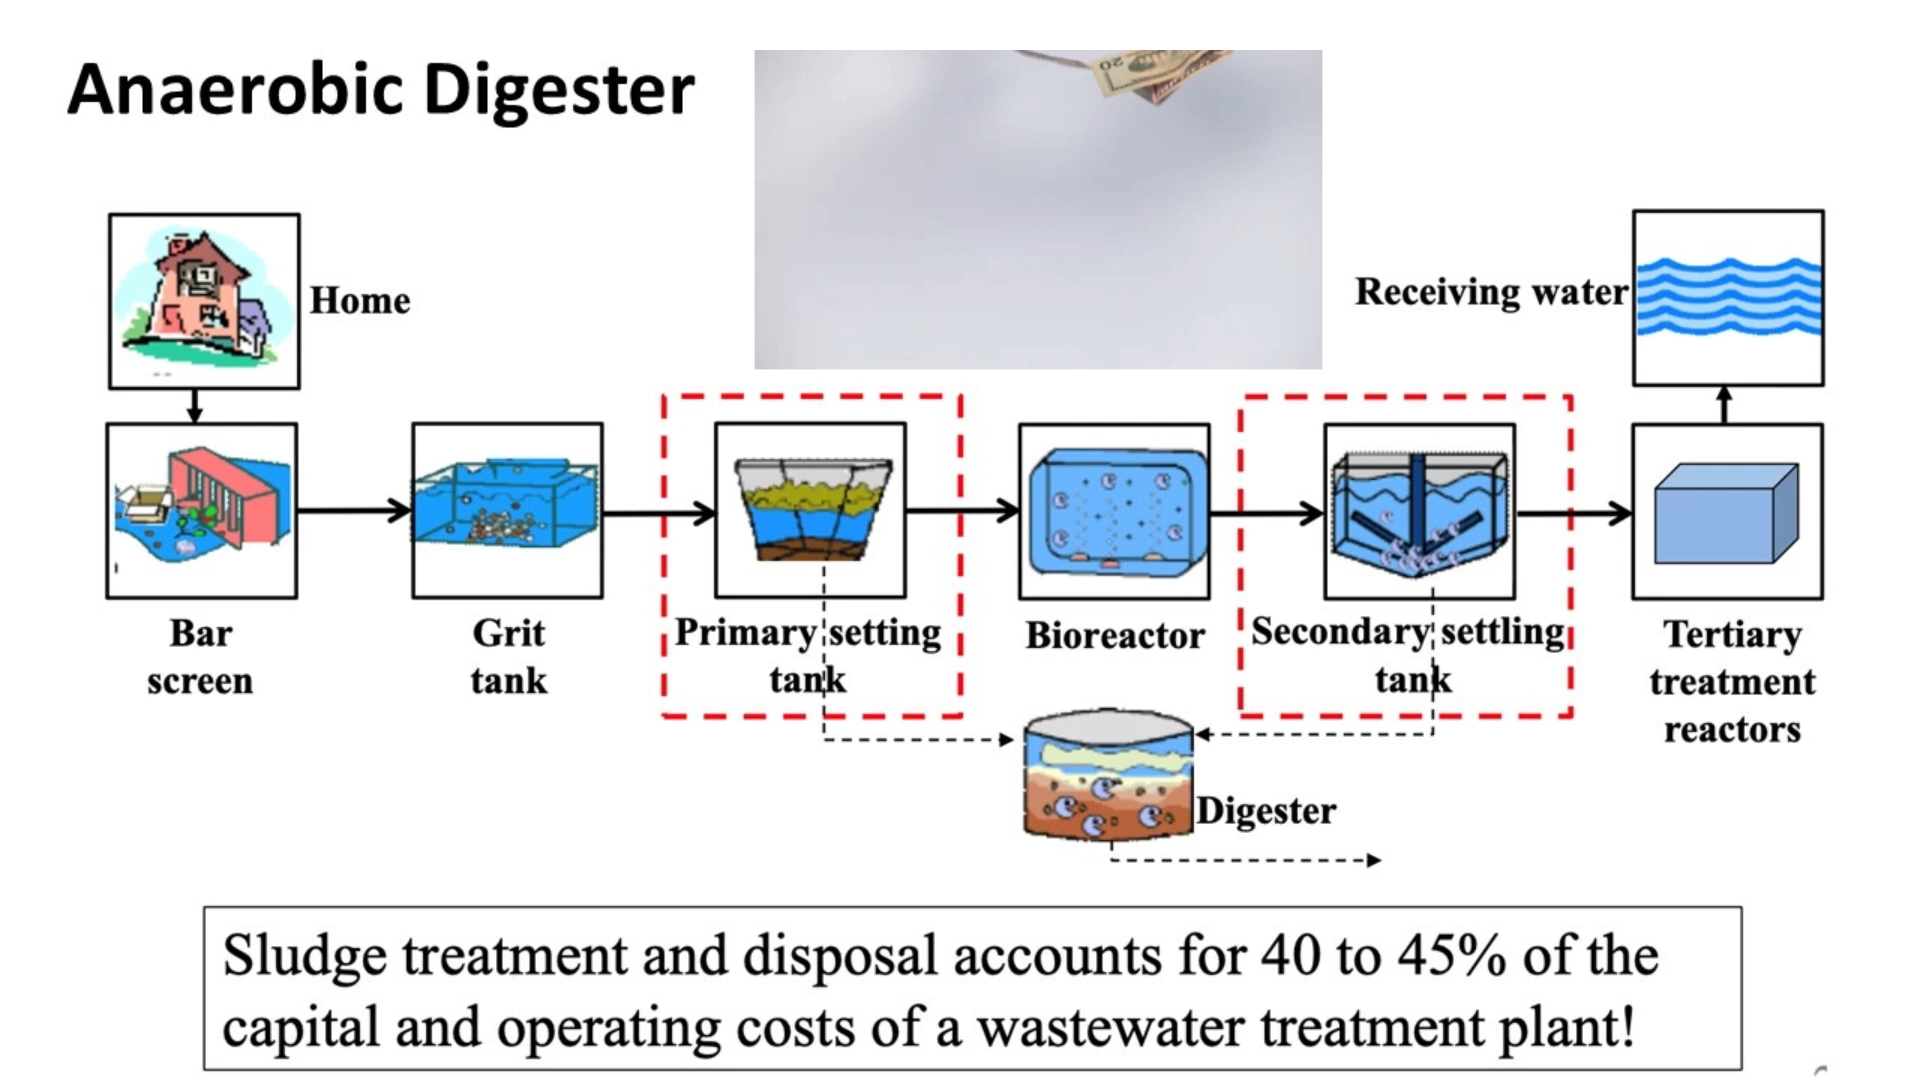 Anaerobic Digester
20
Home
Receiving water
Bar
screen
Grit
tank
Primary setting
tank
Bioreactor
Secondary settling
tank
Tertiary
treatment
reactors
Digester
Sludge treatment and disposal accounts for 40 to 45% of the
capital and operating costs of a wastewater treatment plant!